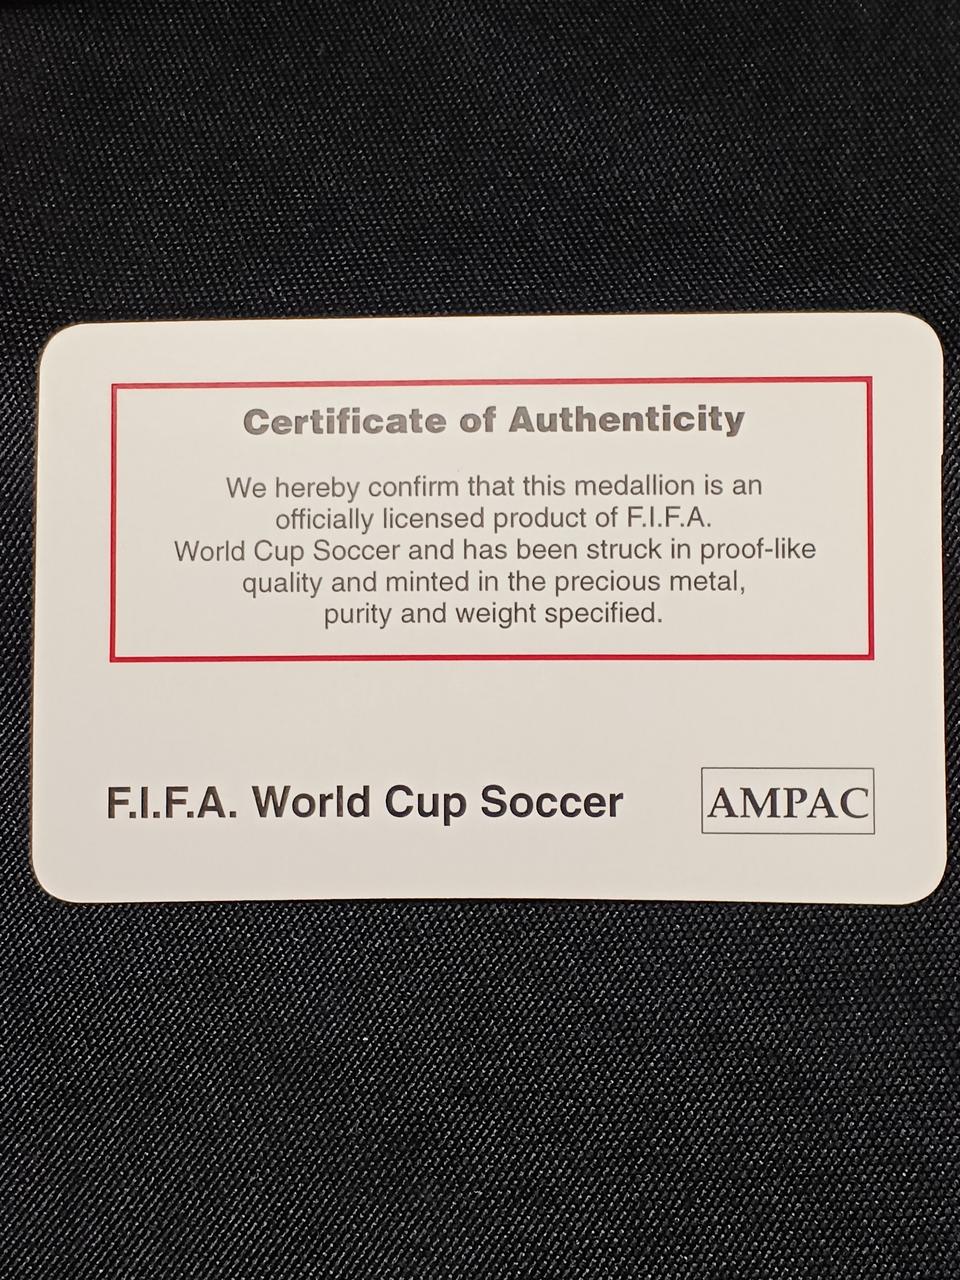 Certificate of Authenticity
We hereby confirm that this medallion is an
officially licensed product of F.I.F.A.
World Cup Soccer and has been struck in proof-like
quality and minted in the precious metal,
purity and weight specified.
F.I.F.A. World Cup Soccer
AMPAC